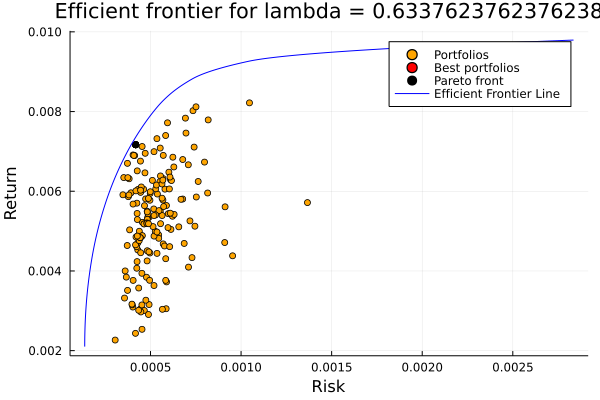 Efficient frontier for lambda = 0.6337623762376238
0.010
Portfolios
Best portfolios
Pareto front
Efficient Frontier Line
0.008
Return
0.006
0.004
0.002
0.0005
0.0010
0.0015
0.0020
0.0025
Risk